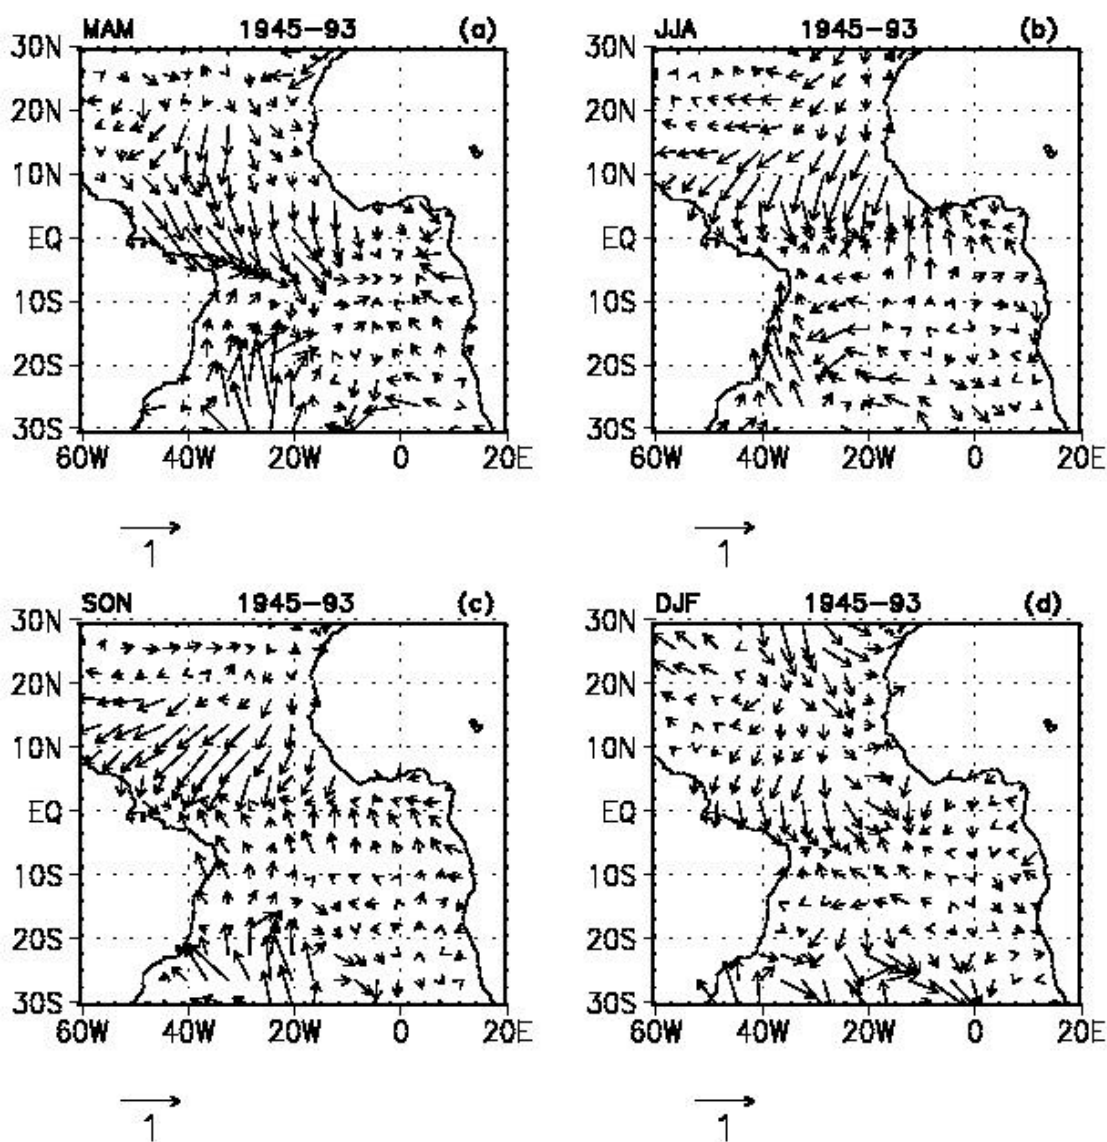 MAM 1945-93 (a)
30N
20N
10N
EQ
10S
20S
30S
60W 40W 20W 0 20E
1
JJA 1945-93 (b)
30N
20N
10N
EQ
10S
20S
30S
60W 40W 20W 0 20E
1
SON 1945-93 (c)
30N
20N
10N
EQ
10S
20S
30S
60W 40W 20W 0 20E
1
DJF 1945-93 (d)
30N
20N
10N
EQ
10S
20S
30S
60W 40W 20W 0 20E
1